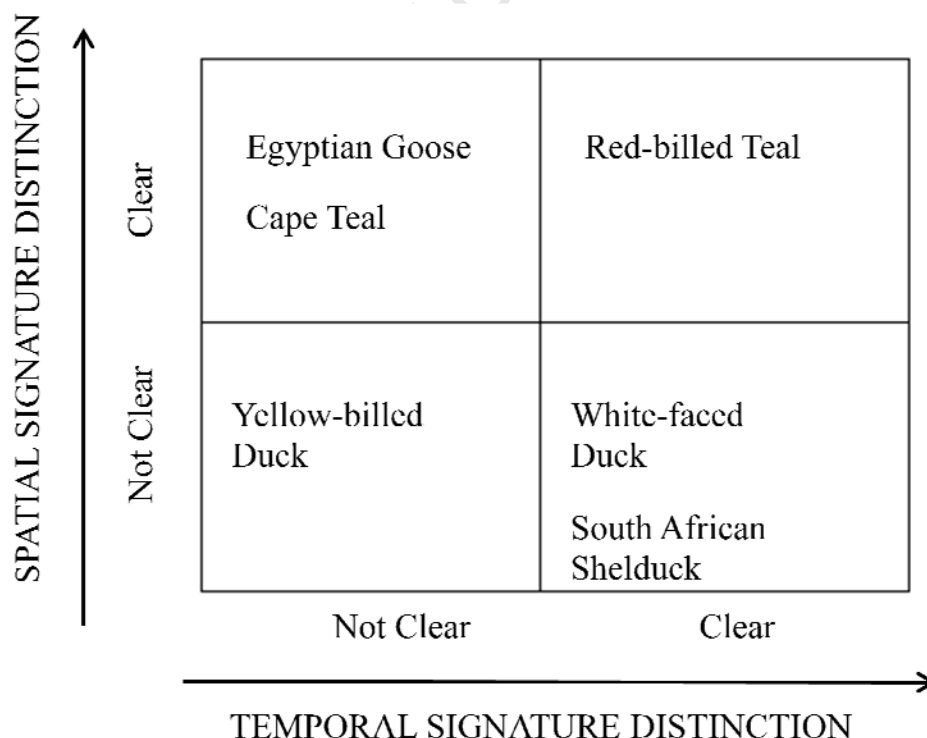 SPATIAL SIGNATURE DISTINCTION
Clear
Not Clear
Egyptian Goose
Cape Teal
Red-billed Teal
Yellow-billed
Duck
White-faced
Duck
South African
Shelduck
Not Clear
Clear
TEMPORAL SIGNATURE DISTINCTION